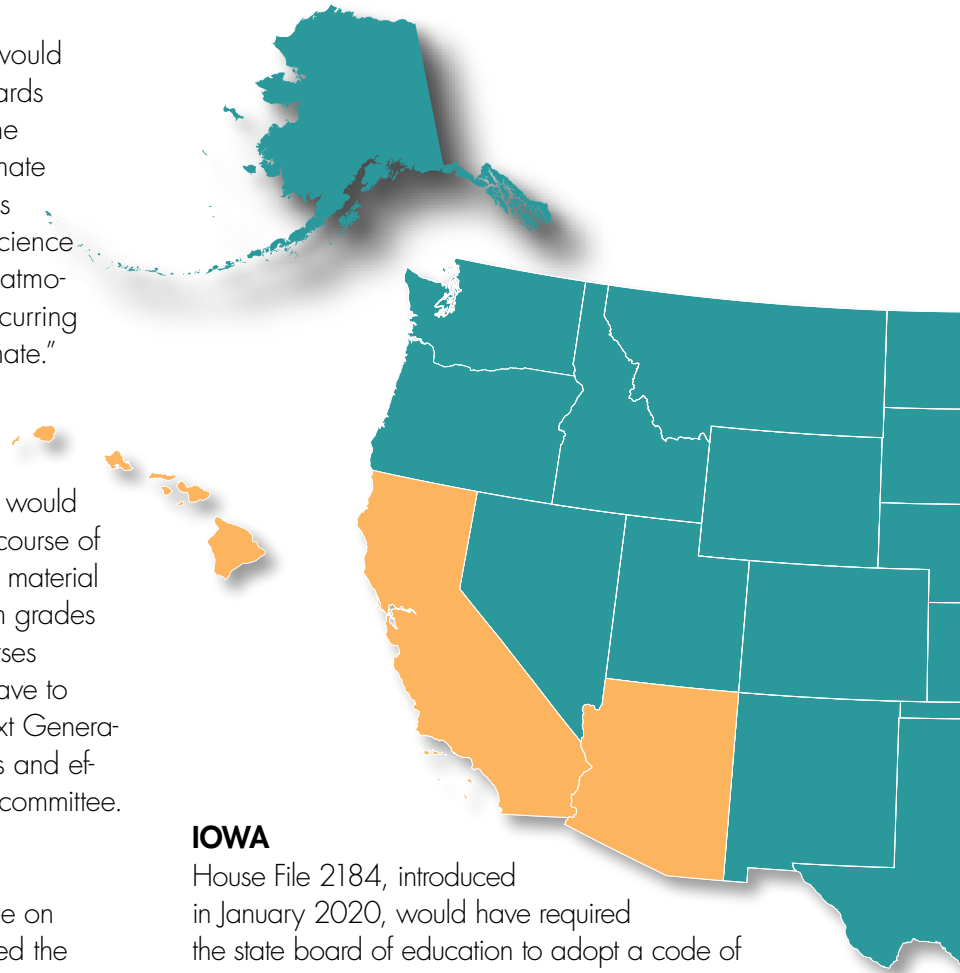 would
ards
ne
mate
s
cience
atmo-
curring
nate.”
would
course of
material
n grades
rses
ave to
xt Genera-
s and ef-
committee.
e on
ed the
IOWA
House File 2184, introduced
in January 2020, would have required
the state board of education to adopt a code of